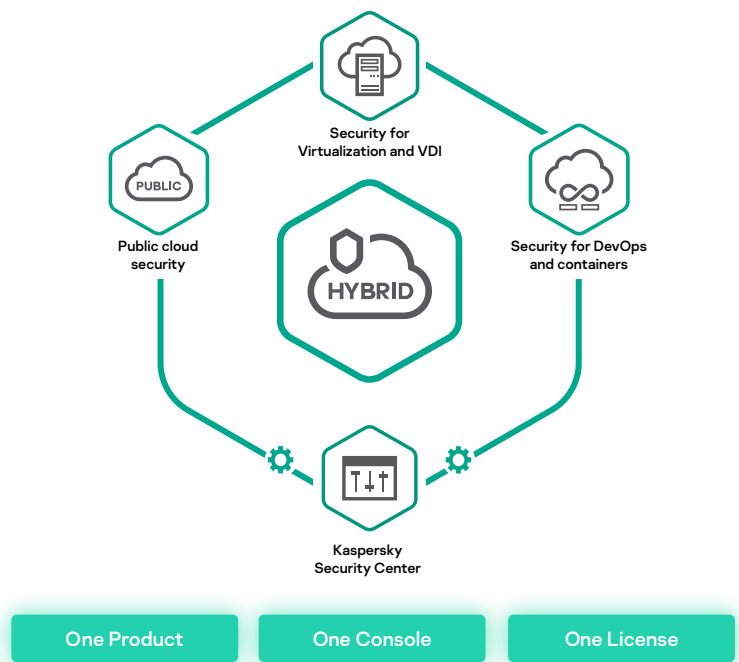 Security for
Virtualization and VDI
PUBLIC
Public cloud
security
Security for DevOps
and containers
HYBRID
Kaspersky
Security Center
One Product
One Console
One License